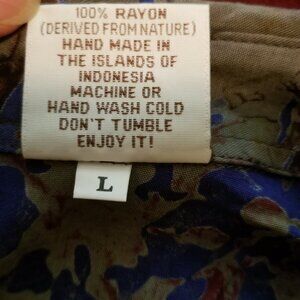 100% RAYON
(DERIVED FROM NATURE)
HAND MADE IN
THE ISLANDS OF
INDONESIA
MACHINE OR
HAND WASH COLD
DON'T TUMBLE
ENJOY IT!
L